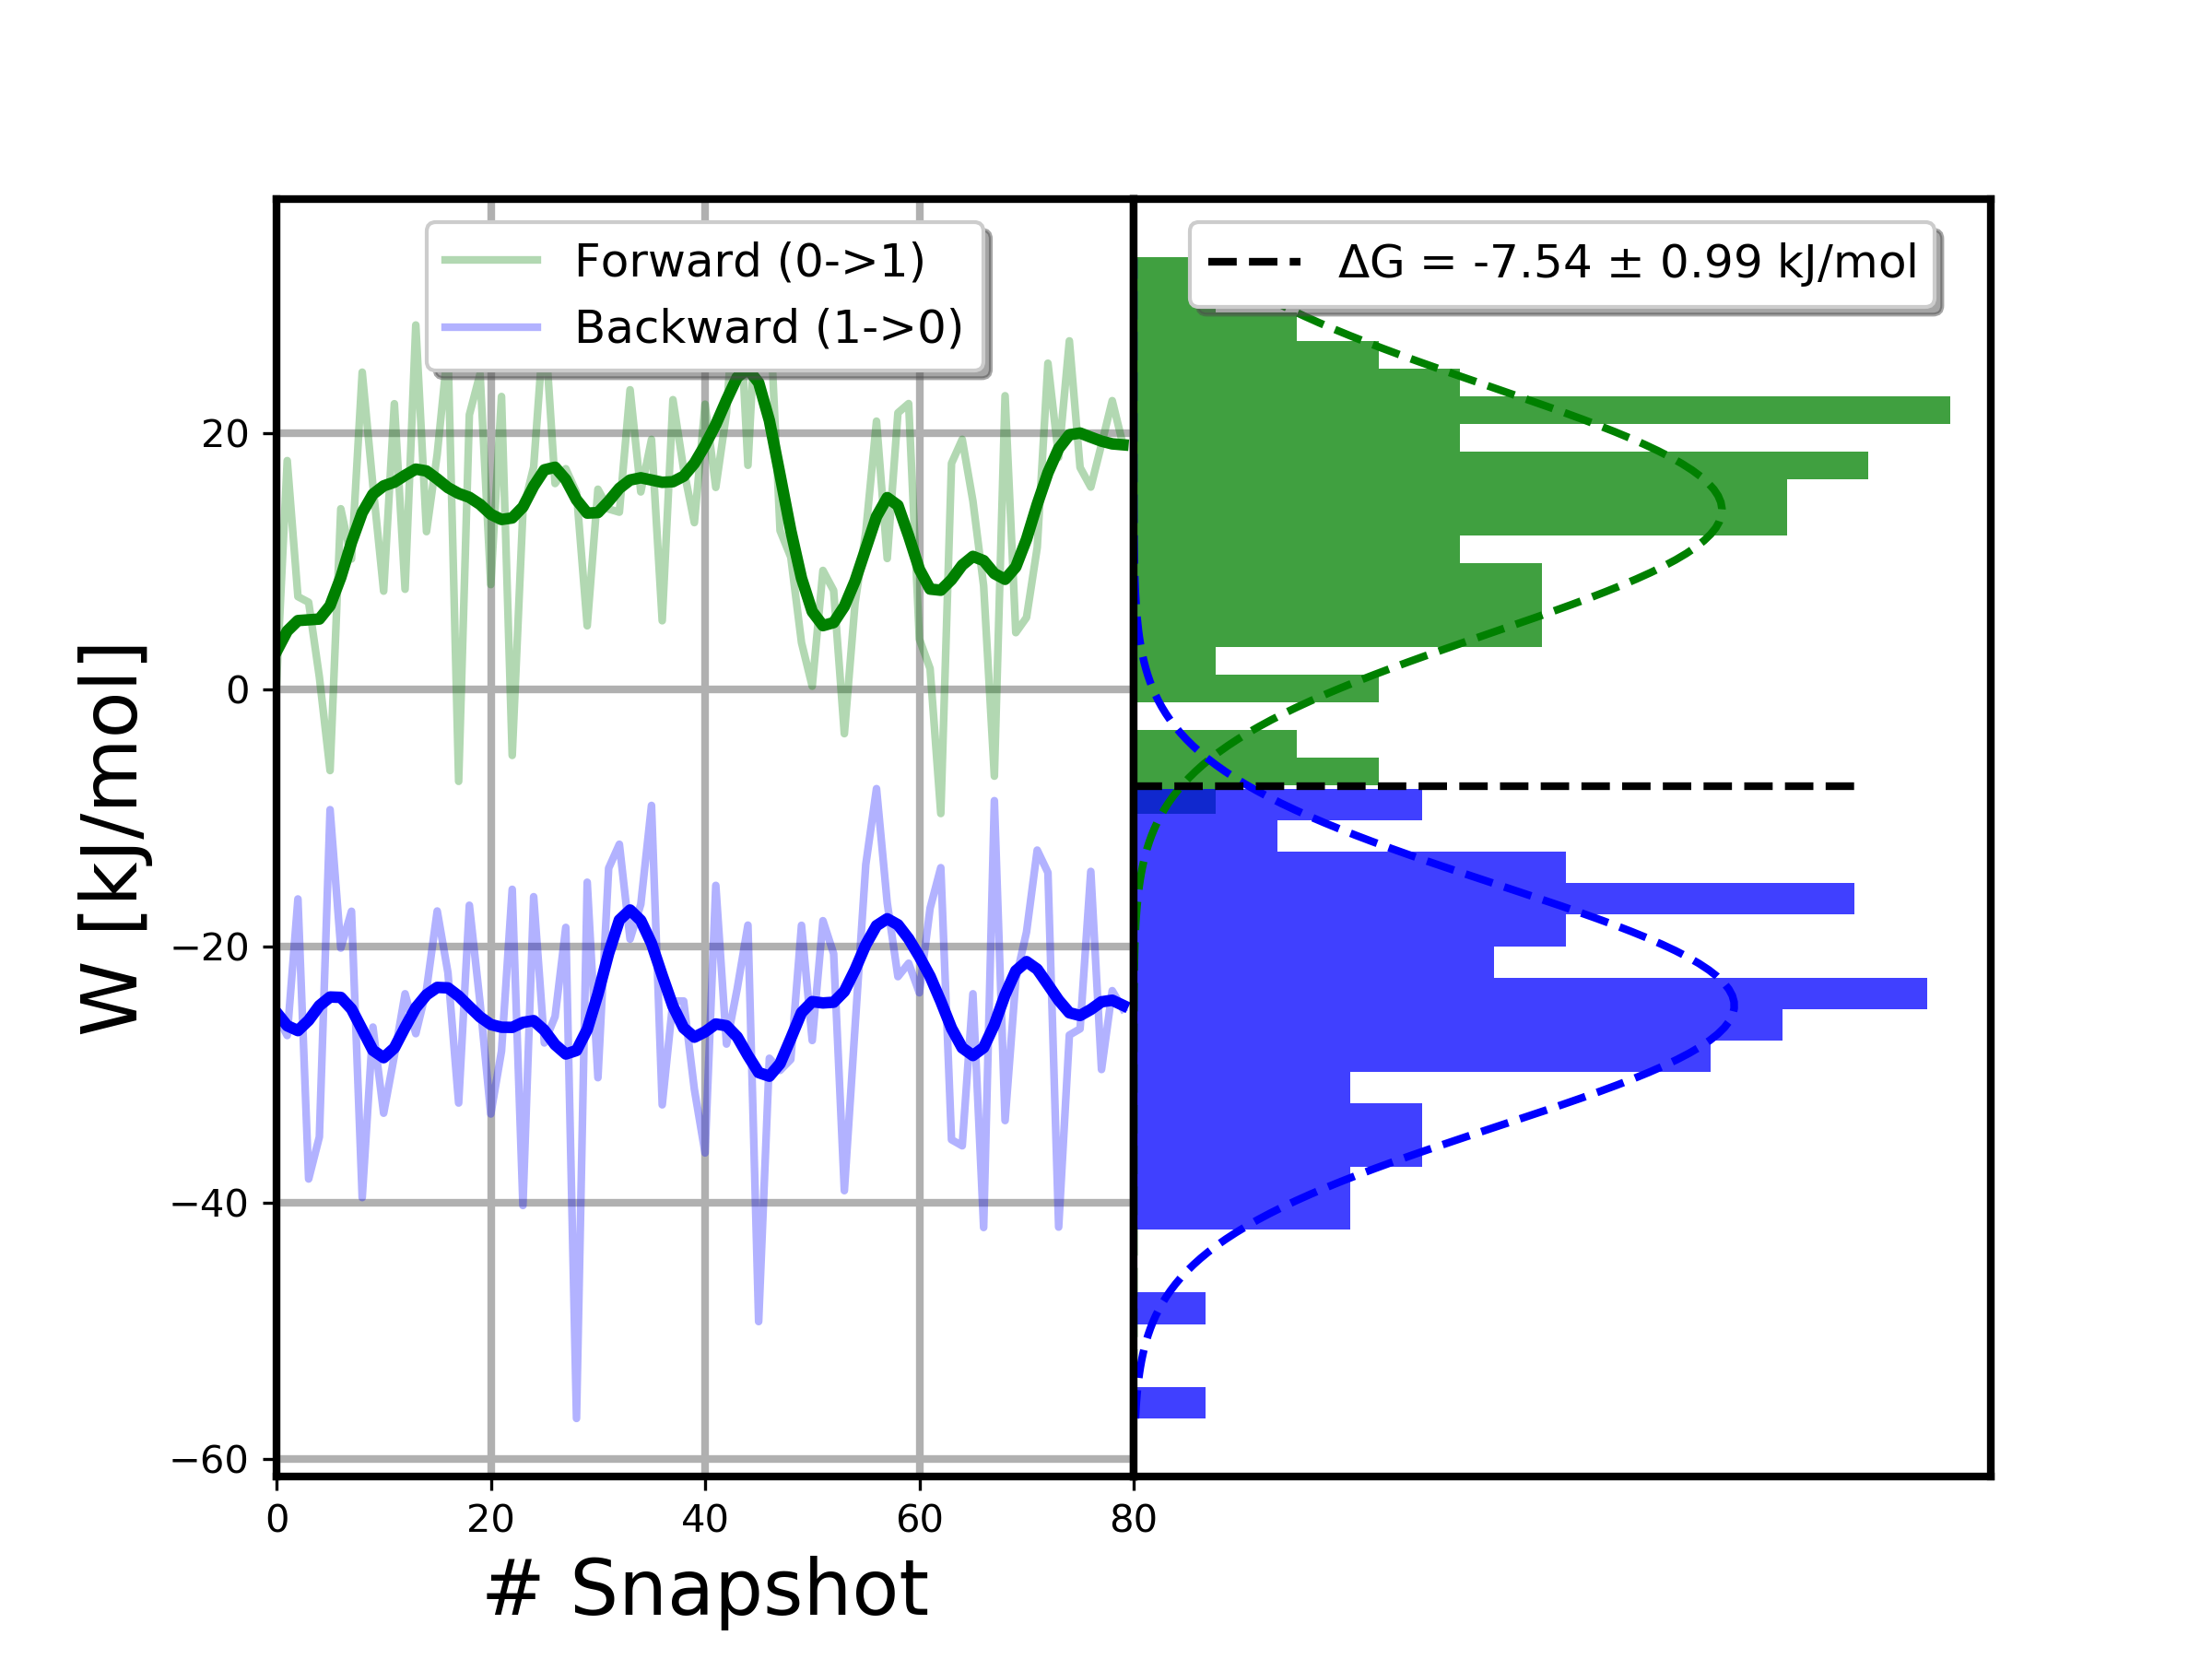 Forward (0->1)
Backward (1->0)
ΔG = -7.54 ± 0.99 kJ/mol
W [kJ/mol]
20
0
−20
−40
−60
0 20 40 60 80
# Snapshot